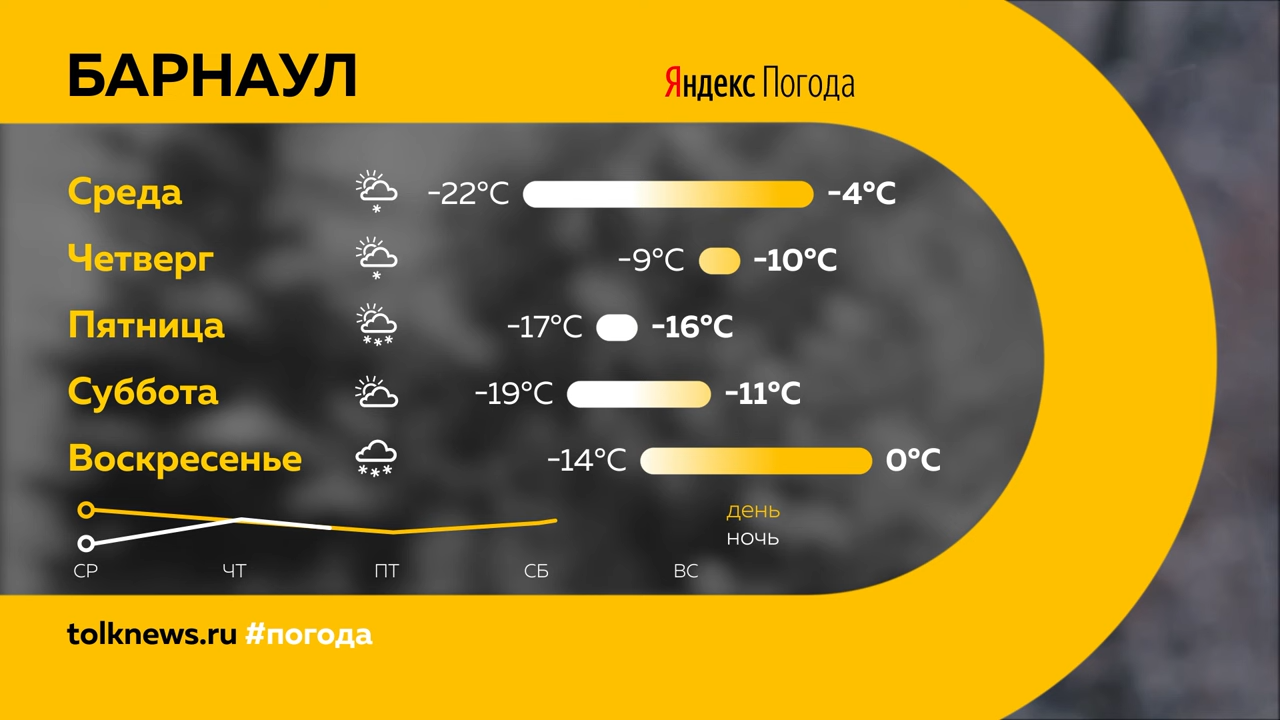 БАРНАУЛ
Яндекс Погода
Среда -22°C -4°C
Четверг -9°C -10°C
Пятница -17°C -16°C
Суббота -19°C -11°C
Воскресенье -14°C 0°C
день
ночь
СР ЧТ ПТ СБ ВС
tolknews.ru #погода